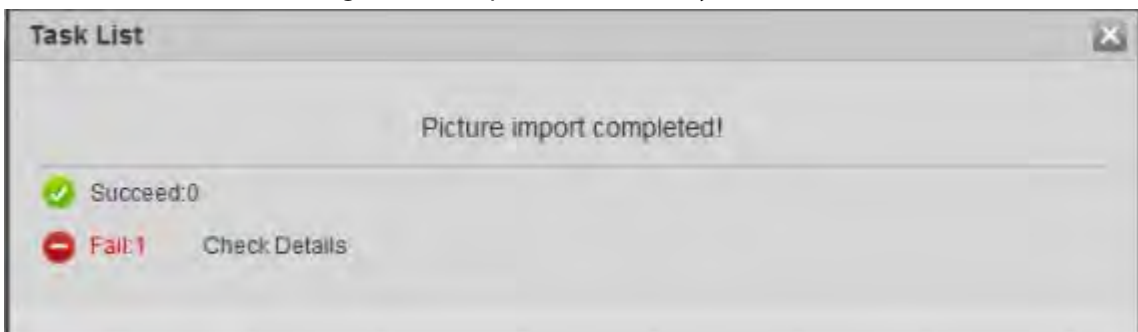 Task List
Picture import completed!
Succeed:0
Fail:1 Check Details